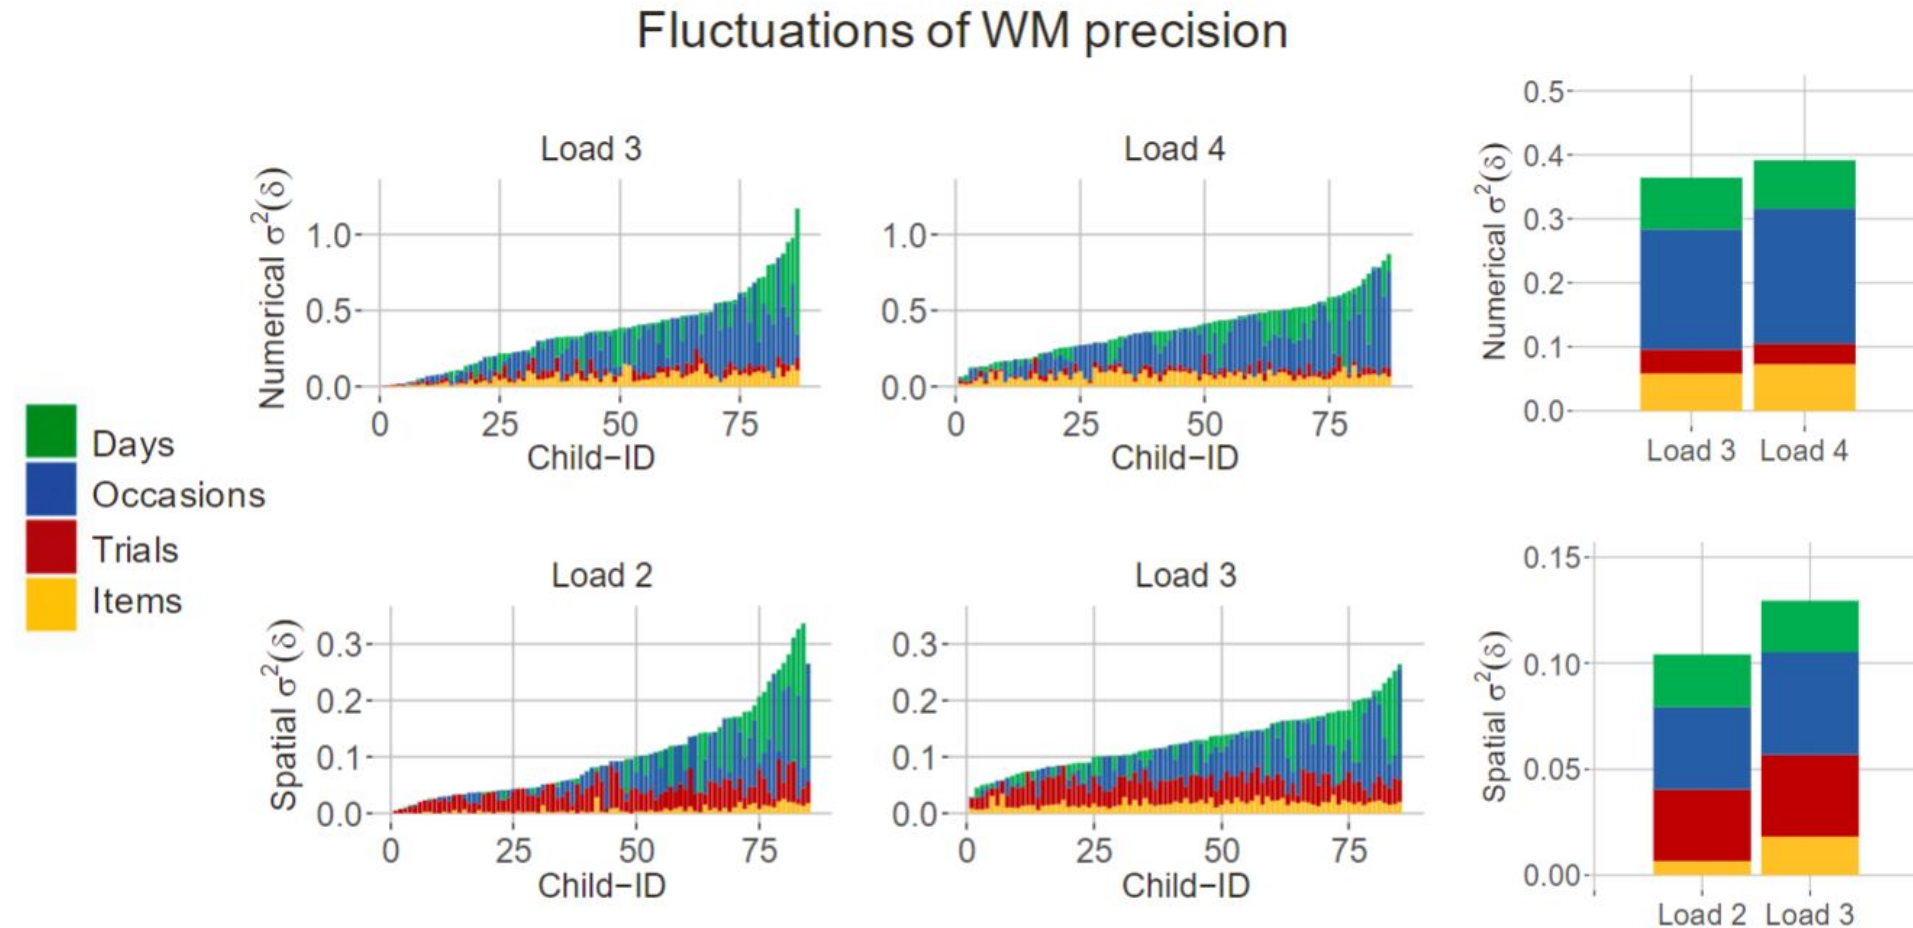 Fluctuations of WM precision
Load 3
Numerical σ²(δ)
1.0
0.5
0.0
0 25 50 75
Child−ID
Load 4
1.0
0.5
0.0
0 25 50 75
Child−ID
Numerical σ²(δ)
0.5
0.4
0.3
0.2
0.1
0.0
Load 3 Load 4
Days
Occasions
Trials
Items
Load 2
Spatial σ²(δ)
0.3
0.2
0.1
0.0
0 25 50 75
Child−ID
Load 3
0.3
0.2
0.1
0.0
0 25 50 75
Child−ID
Spatial σ²(δ)
0.15
0.10
0.05
0.00
Load 2 Load 3